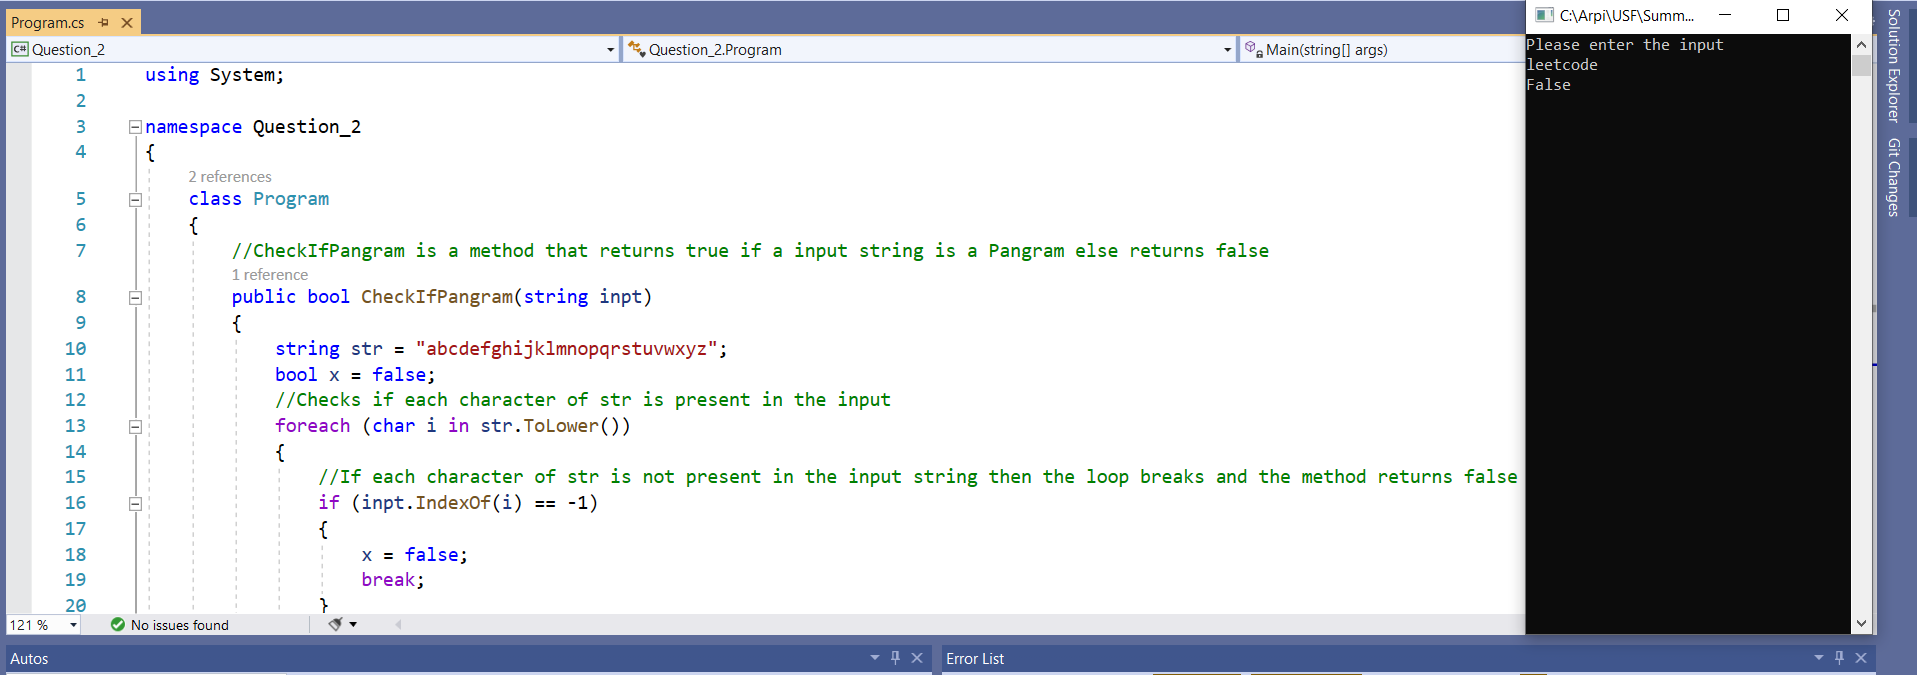 Program.cs
C# Question_2
Question_2.Program
Main(string[] args)
1 using System;
2
3 namespace Question_2
4 {
2 references
5 class Program
6 {
7 //CheckIfPangram is a method that returns true if a input string is a Pangram else returns false
1 reference
8 public bool CheckIfPangram(string inpt)
9 {
10 string str = "abcdefghijklmnopqrstuvwxyz";
11 bool x = false;
12 //Checks if each character of str is present in the input
13 foreach (char i in str.ToLower())
14 {
15 //If each character of str is not present in the input string then the loop breaks and the method returns false
16 if (inpt.IndexOf(i) == -1)
17 {
18 x = false;
19 break;
20 }
121 %
No issues found
Autos
Error List
C:\Arpi\USF\Summ...
Please enter the input
leetcode
False
Solution Explorer
Git Changes